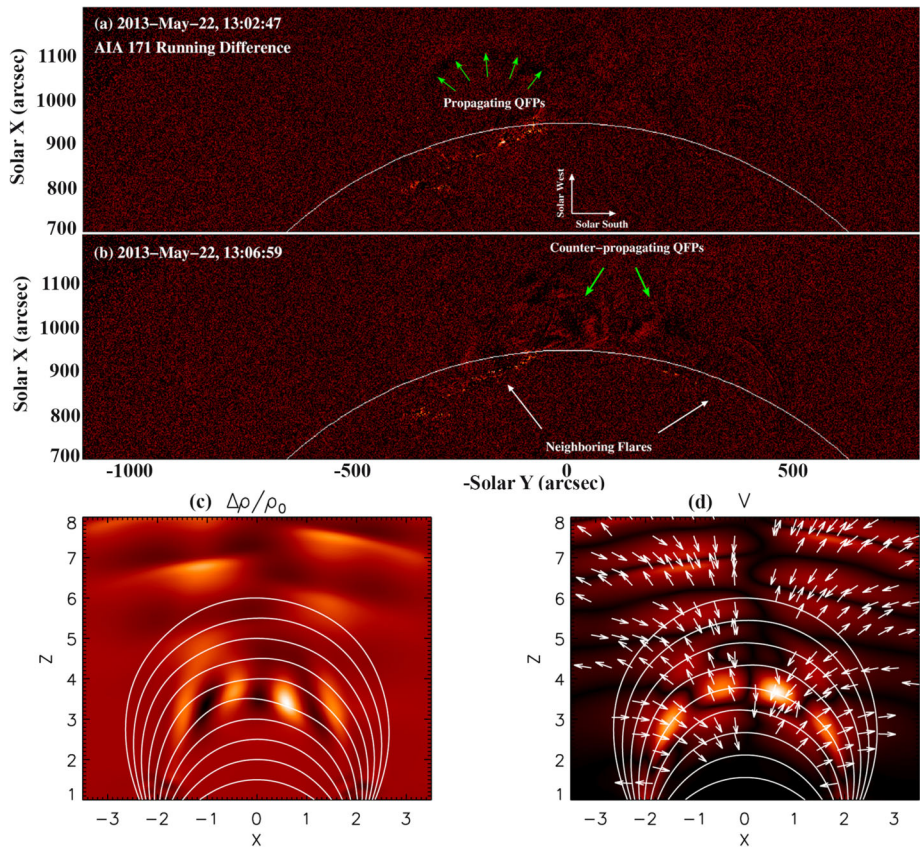 (a) 2013-May-22, 13:02:47
AIA 171 Running Difference
Propagating QFPs
Solar West
Solar South
Solar X (arcsec)
1100
1000
900
800
700
(b) 2013-May-22, 13:06:59
Counter-propagating QFPs
Neighboring Flares
Solar X (arcsec)
1100
1000
900
800
700
-1000
-500
0
500
-Solar Y (arcsec)
(c) Δρ/ρ0
8
7
6
5
4
3
2
1
Z
-3 -2 -1 0 1 2 3
X
(d) V
8
7
6
5
4
3
2
1
Z
-3 -2 -1 0 1 2 3
X